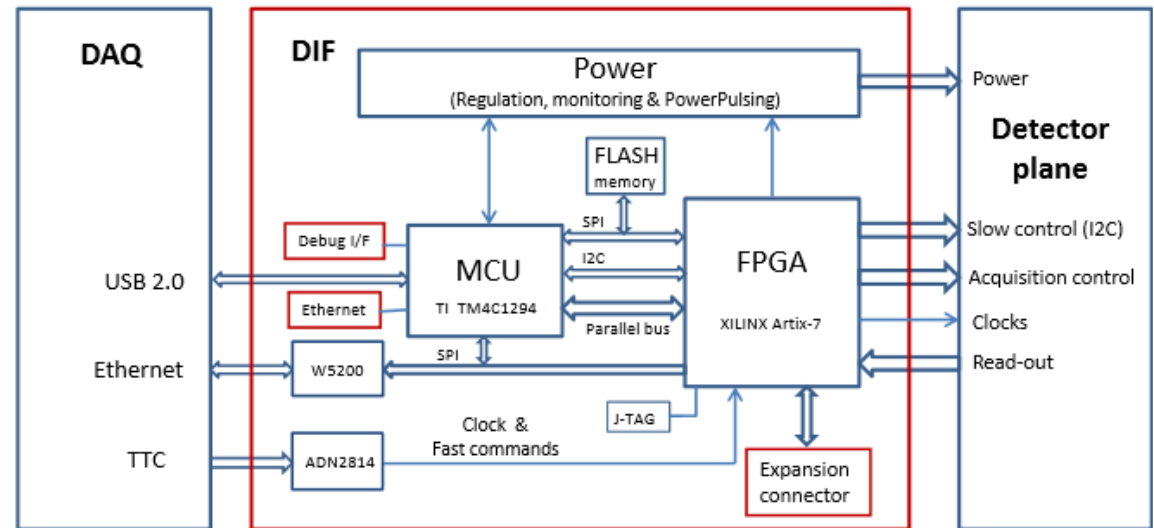 DAQ
USB 2.0
Ethernet
TTC
DIF
Power
(Regulation, monitoring & PowerPulsing)
FLASH
memory
Debug I/F
Ethernet
MCU
TI TM4C1294
SPI
I2C
Parallel bus
SPI
FPGA
XILINX Artix-7
W5200
J-TAG
ADN2814
Clock &
Fast commands
Expansion
connector
Power
Detector
plane
Slow control (I2C)
Acquisition control
Clocks
Read-out